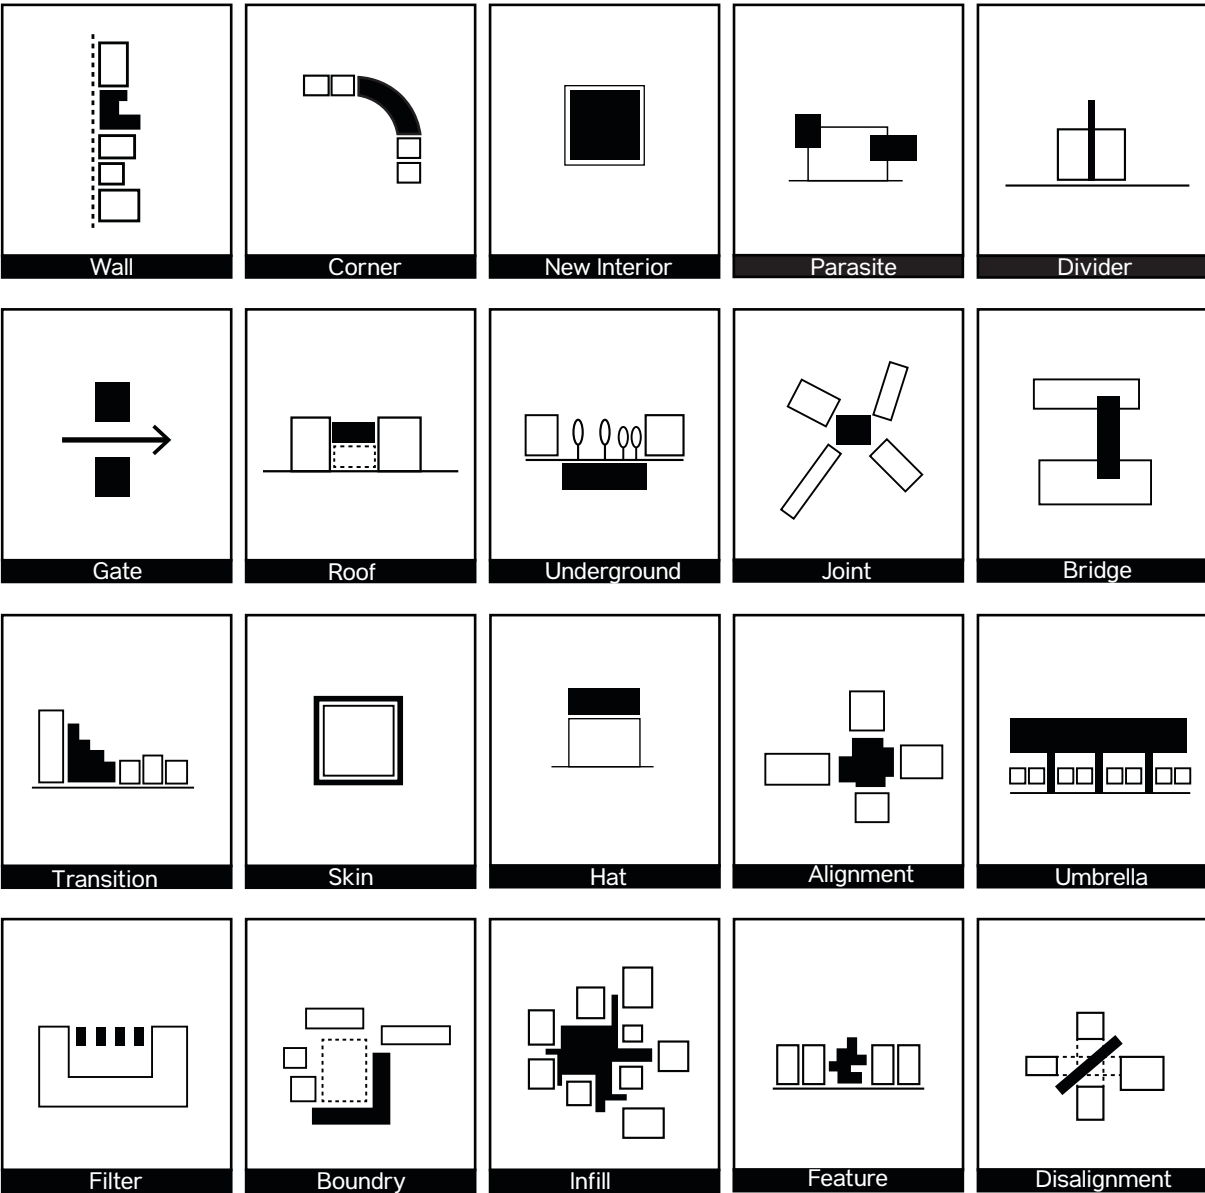 Wall
Corner
New Interior
Parasite
Divider
Gate
Roof
Underground
Joint
Bridge
Transition
Skin
Hat
Alignment
Umbrella
Filter
Boundry
Infill
Feature
Disalignment